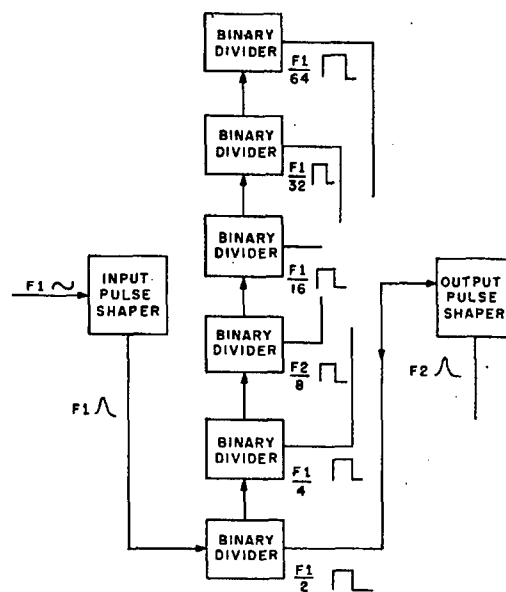 BINARY
DIVIDER
F1
64
BINARY
DIVIDER
F1
32
BINARY
DIVIDER
F1
16
F1
INPUT
PULSE
SHAPER
OUTPUT
PULSE
SHAPER
BINARY
DIVIDER
F2
8
F2
F1
BINARY
DIVIDER
F1
4
BINARY
DIVIDER
F1
2